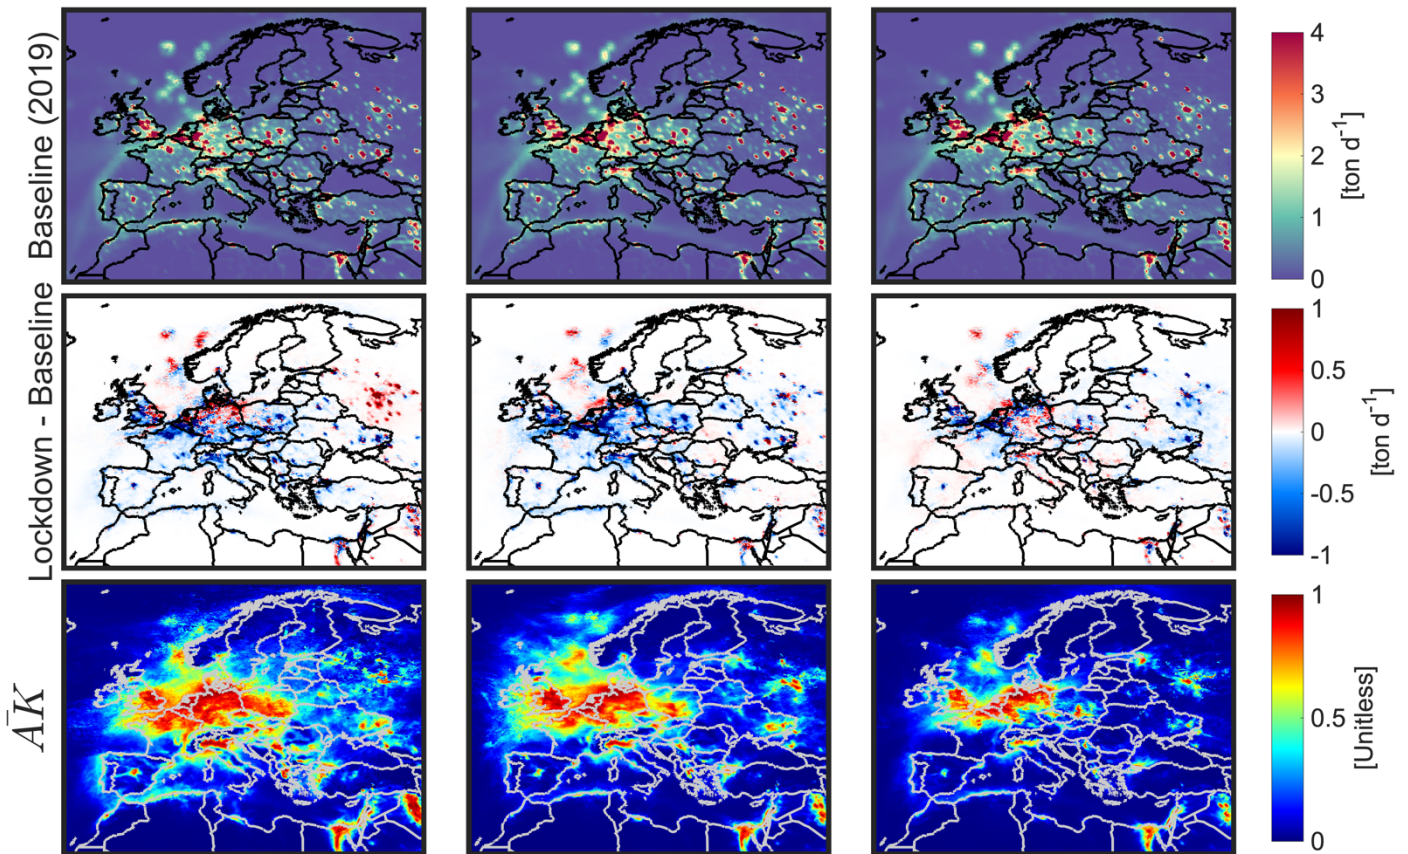 Baseline (2019)
4
3
2
1
0
[ton d-1]
Lockdown - Baseline
1
0.5
0
-0.5
-1
[ton d-1]
ĀK
1
0.5
0
[Unitless]